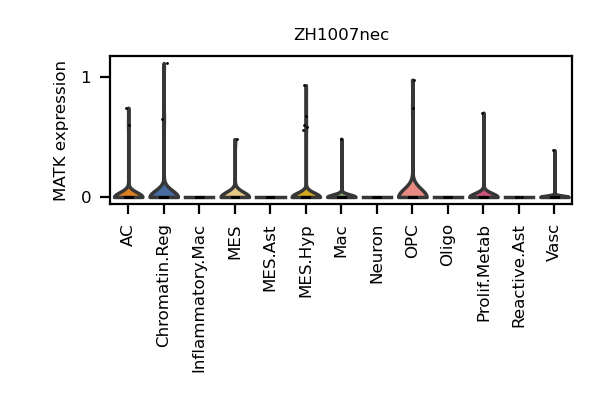 ZH1007nec
MATK expression
1
0
AC
Chromatin.Reg
Inflammatory.Mac
MES
MES.Ast
MES.Hyp
Mac
Neuron
OPC
Oligo
Prolif.Metab
Reactive.Ast
Vasc